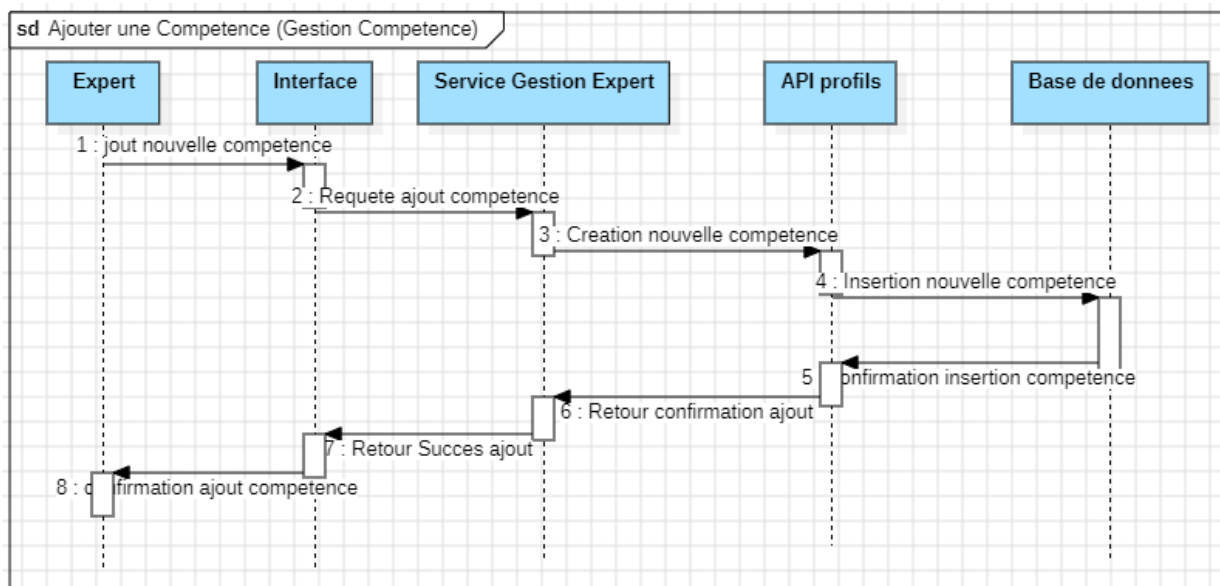 sd Ajouter une Competence (Gestion Competence)
Expert
Interface
Service Gestion Expert
API profils
Base de donnees
1 : jout nouvelle competence
2 : Requete ajout competence
3 : Creation nouvelle competence
4 : Insertion nouvelle competence
5 onfirmation insertion competence
6 : Retour confirmation ajout
7 : Retour Succes ajout
8 : firmation ajout competence